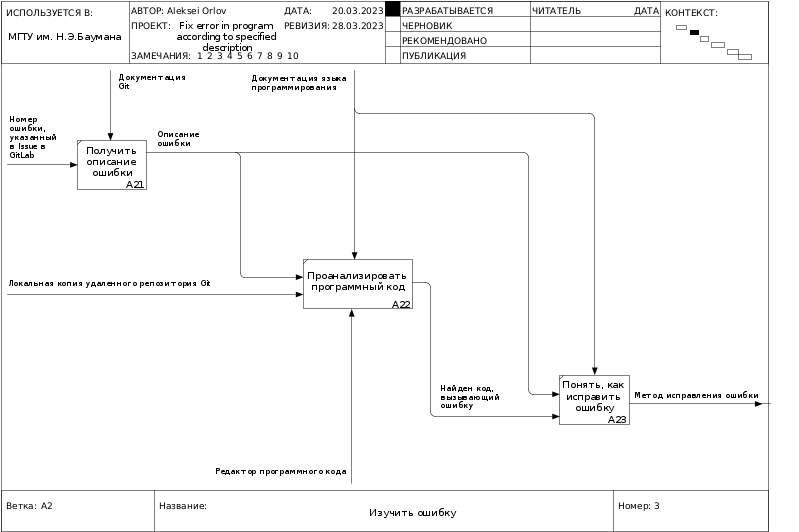 ИСПОЛЬЗУЕТСЯ В:
МГТУ им. Н.Э.Баумана
АВТОР: Aleksei Orlov
ДАТА: 20.03.2023
ПРОЕКТ: Fix error in program
according to specified
description
РЕВИЗИЯ: 28.03.2023
ЗАМЕЧАНИЯ: 1 2 3 4 5 6 7 8 9 10
РАЗРАБАТЫВАЕТСЯ
ЧЕРНОВИК
РЕКОМЕНДОВАНО
ПУБЛИКАЦИЯ
ЧИТАТЕЛЬ
ДАТА
КОНТЕКСТ:
Документация
Git
Документация языка
программирования
Номер
ошибки,
указанный
в Issue в
GitLab
Получить
описание
ошибки
A21
Описание
ошибки
Локальная копия удаленного репозитория Git
Проанализировать
программный код
A22
Найден код,
вызывающий
ошибку
Понять, как
исправить
ошибку
A23
Метод исправления ошибки
Редактор программного кода
Ветка: A2
Название:
Изучить ошибку
Номер: 3